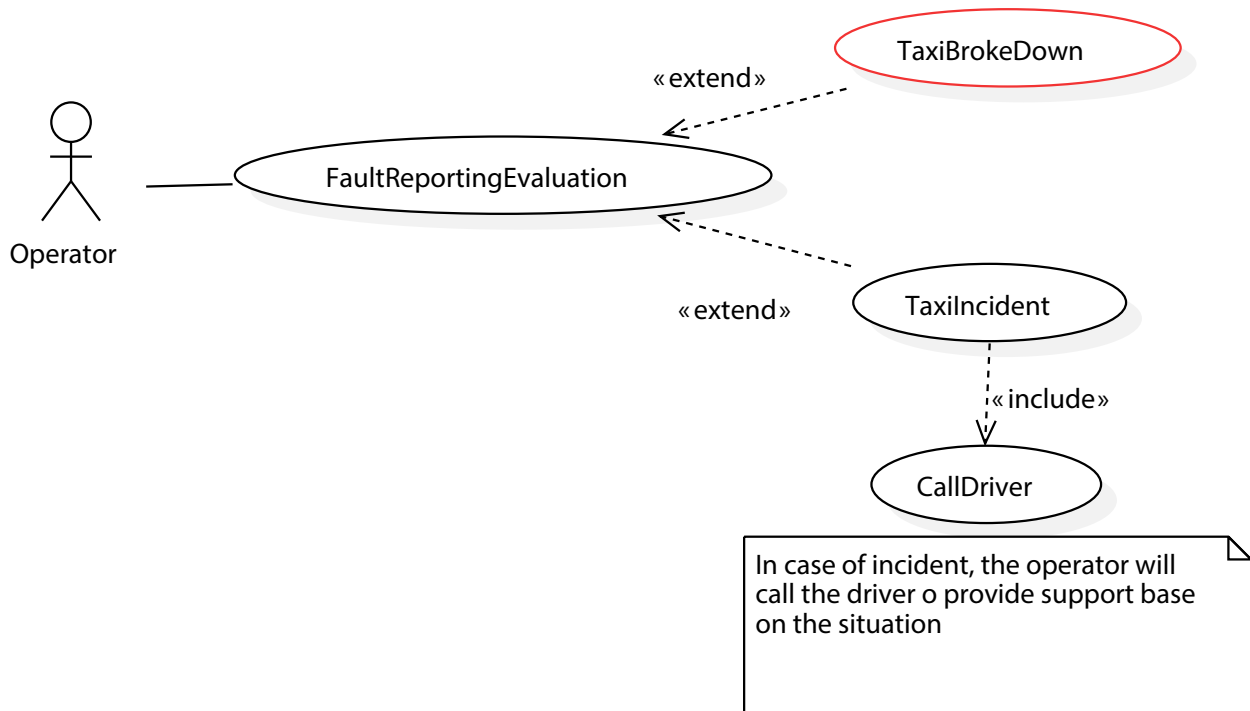 TaxiBrokeDown
«extend»
FaultReportingEvaluation
Operator
TaxiIncident
«extend»
«include»
CallDriver
In case of incident, the operator will
call the driver o provide support base
on the situation